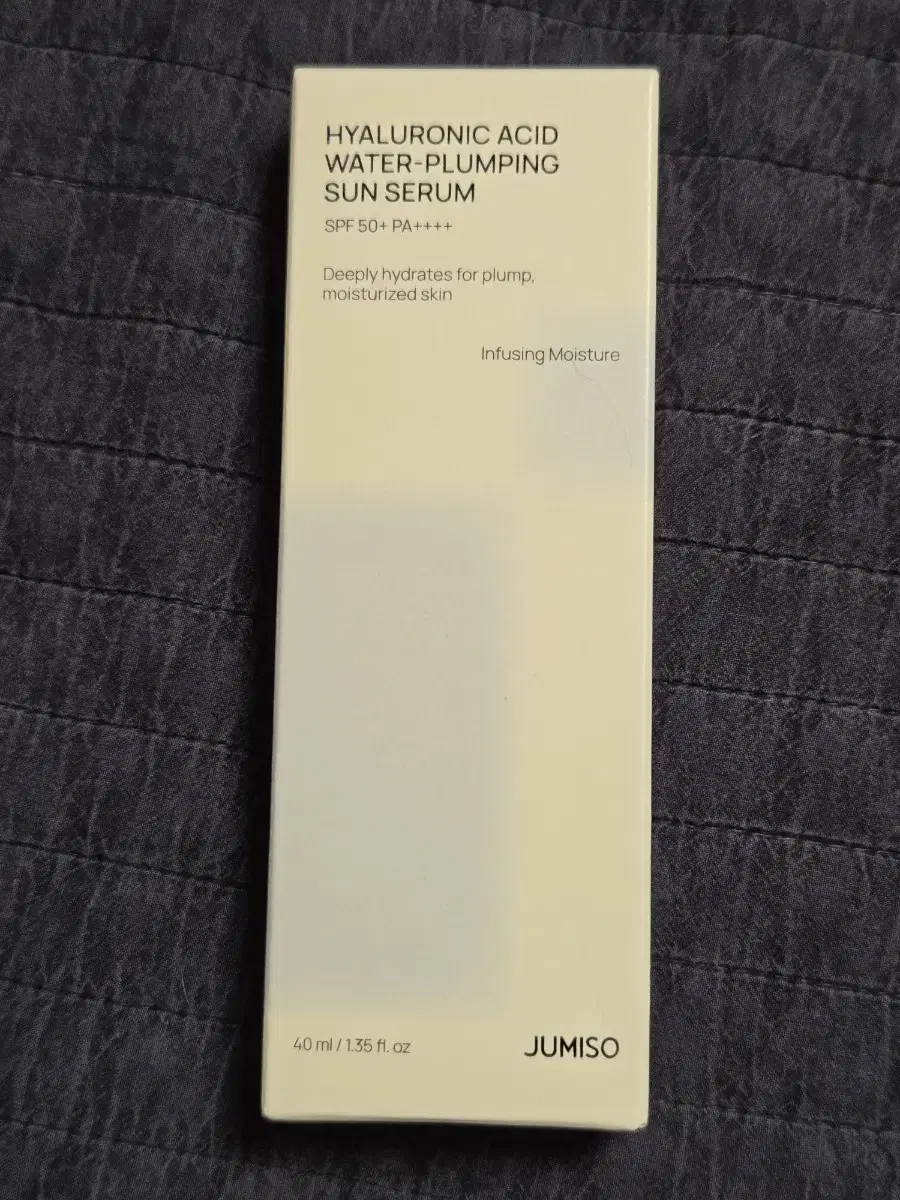 HYALURONIC ACID
WATER-PLUMPING
SUN SERUM
SPF 50+ PA++++
Deeply hydrates for plump,
moisturized skin
Infusing Moisture
40 ml / 1.35 fl. oz
JUMISO